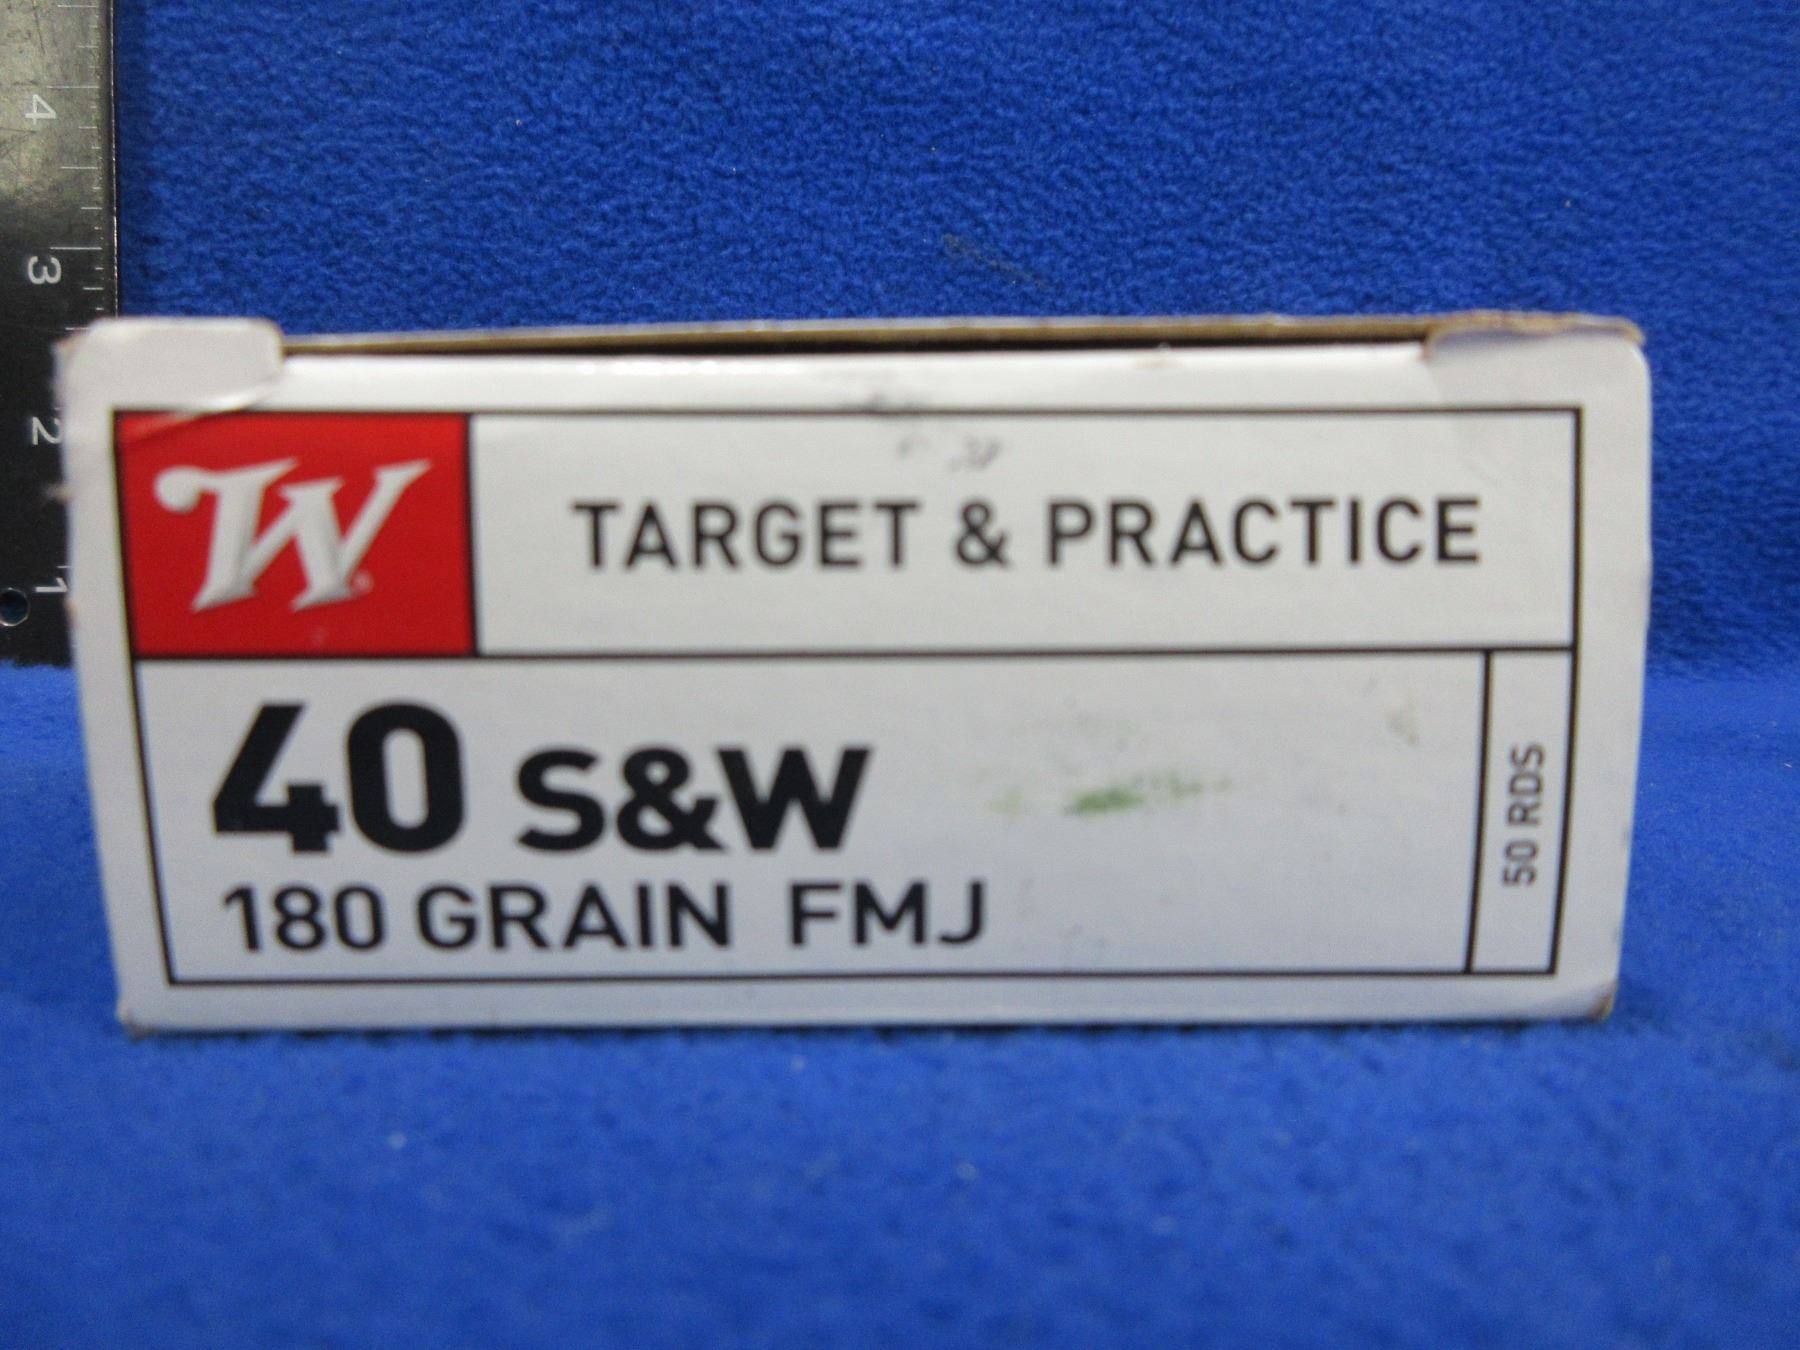 4
3
2
1
W
TARGET & PRACTICE
40 S&W
180 GRAIN FMJ
50 RDS